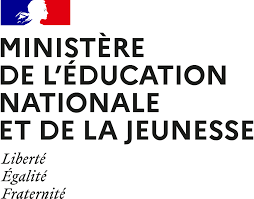 MINISTÈRE
DE L'ÉDUCATION
NATIONALE
ET DE LA JEUNESSE
Liberté
Égalité
Fraternité